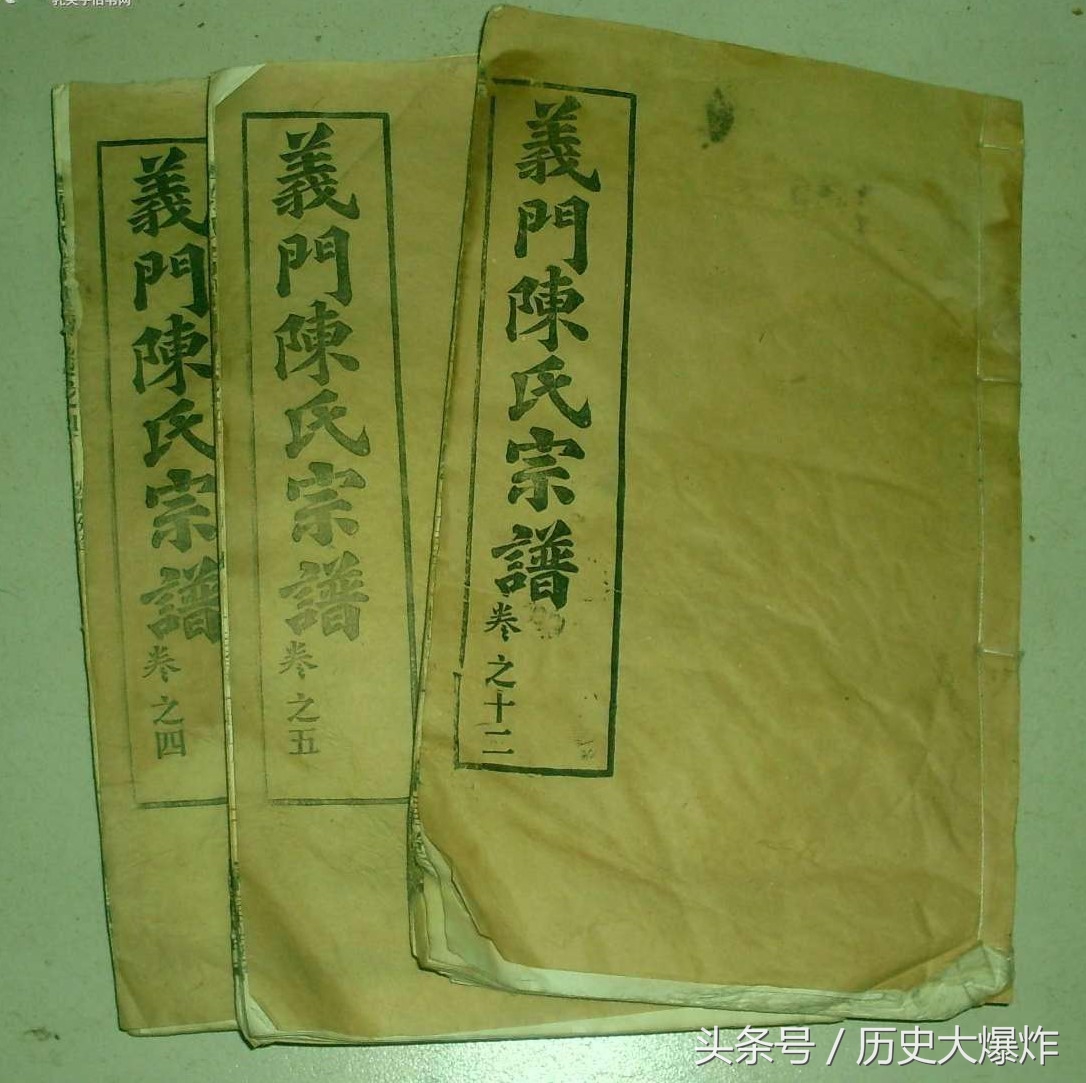 義門陳氏宗譜
卷之四
義門陳氏宗譜
卷之五
義門陳氏宗譜
卷之十二
头条号 / 历史大爆炸